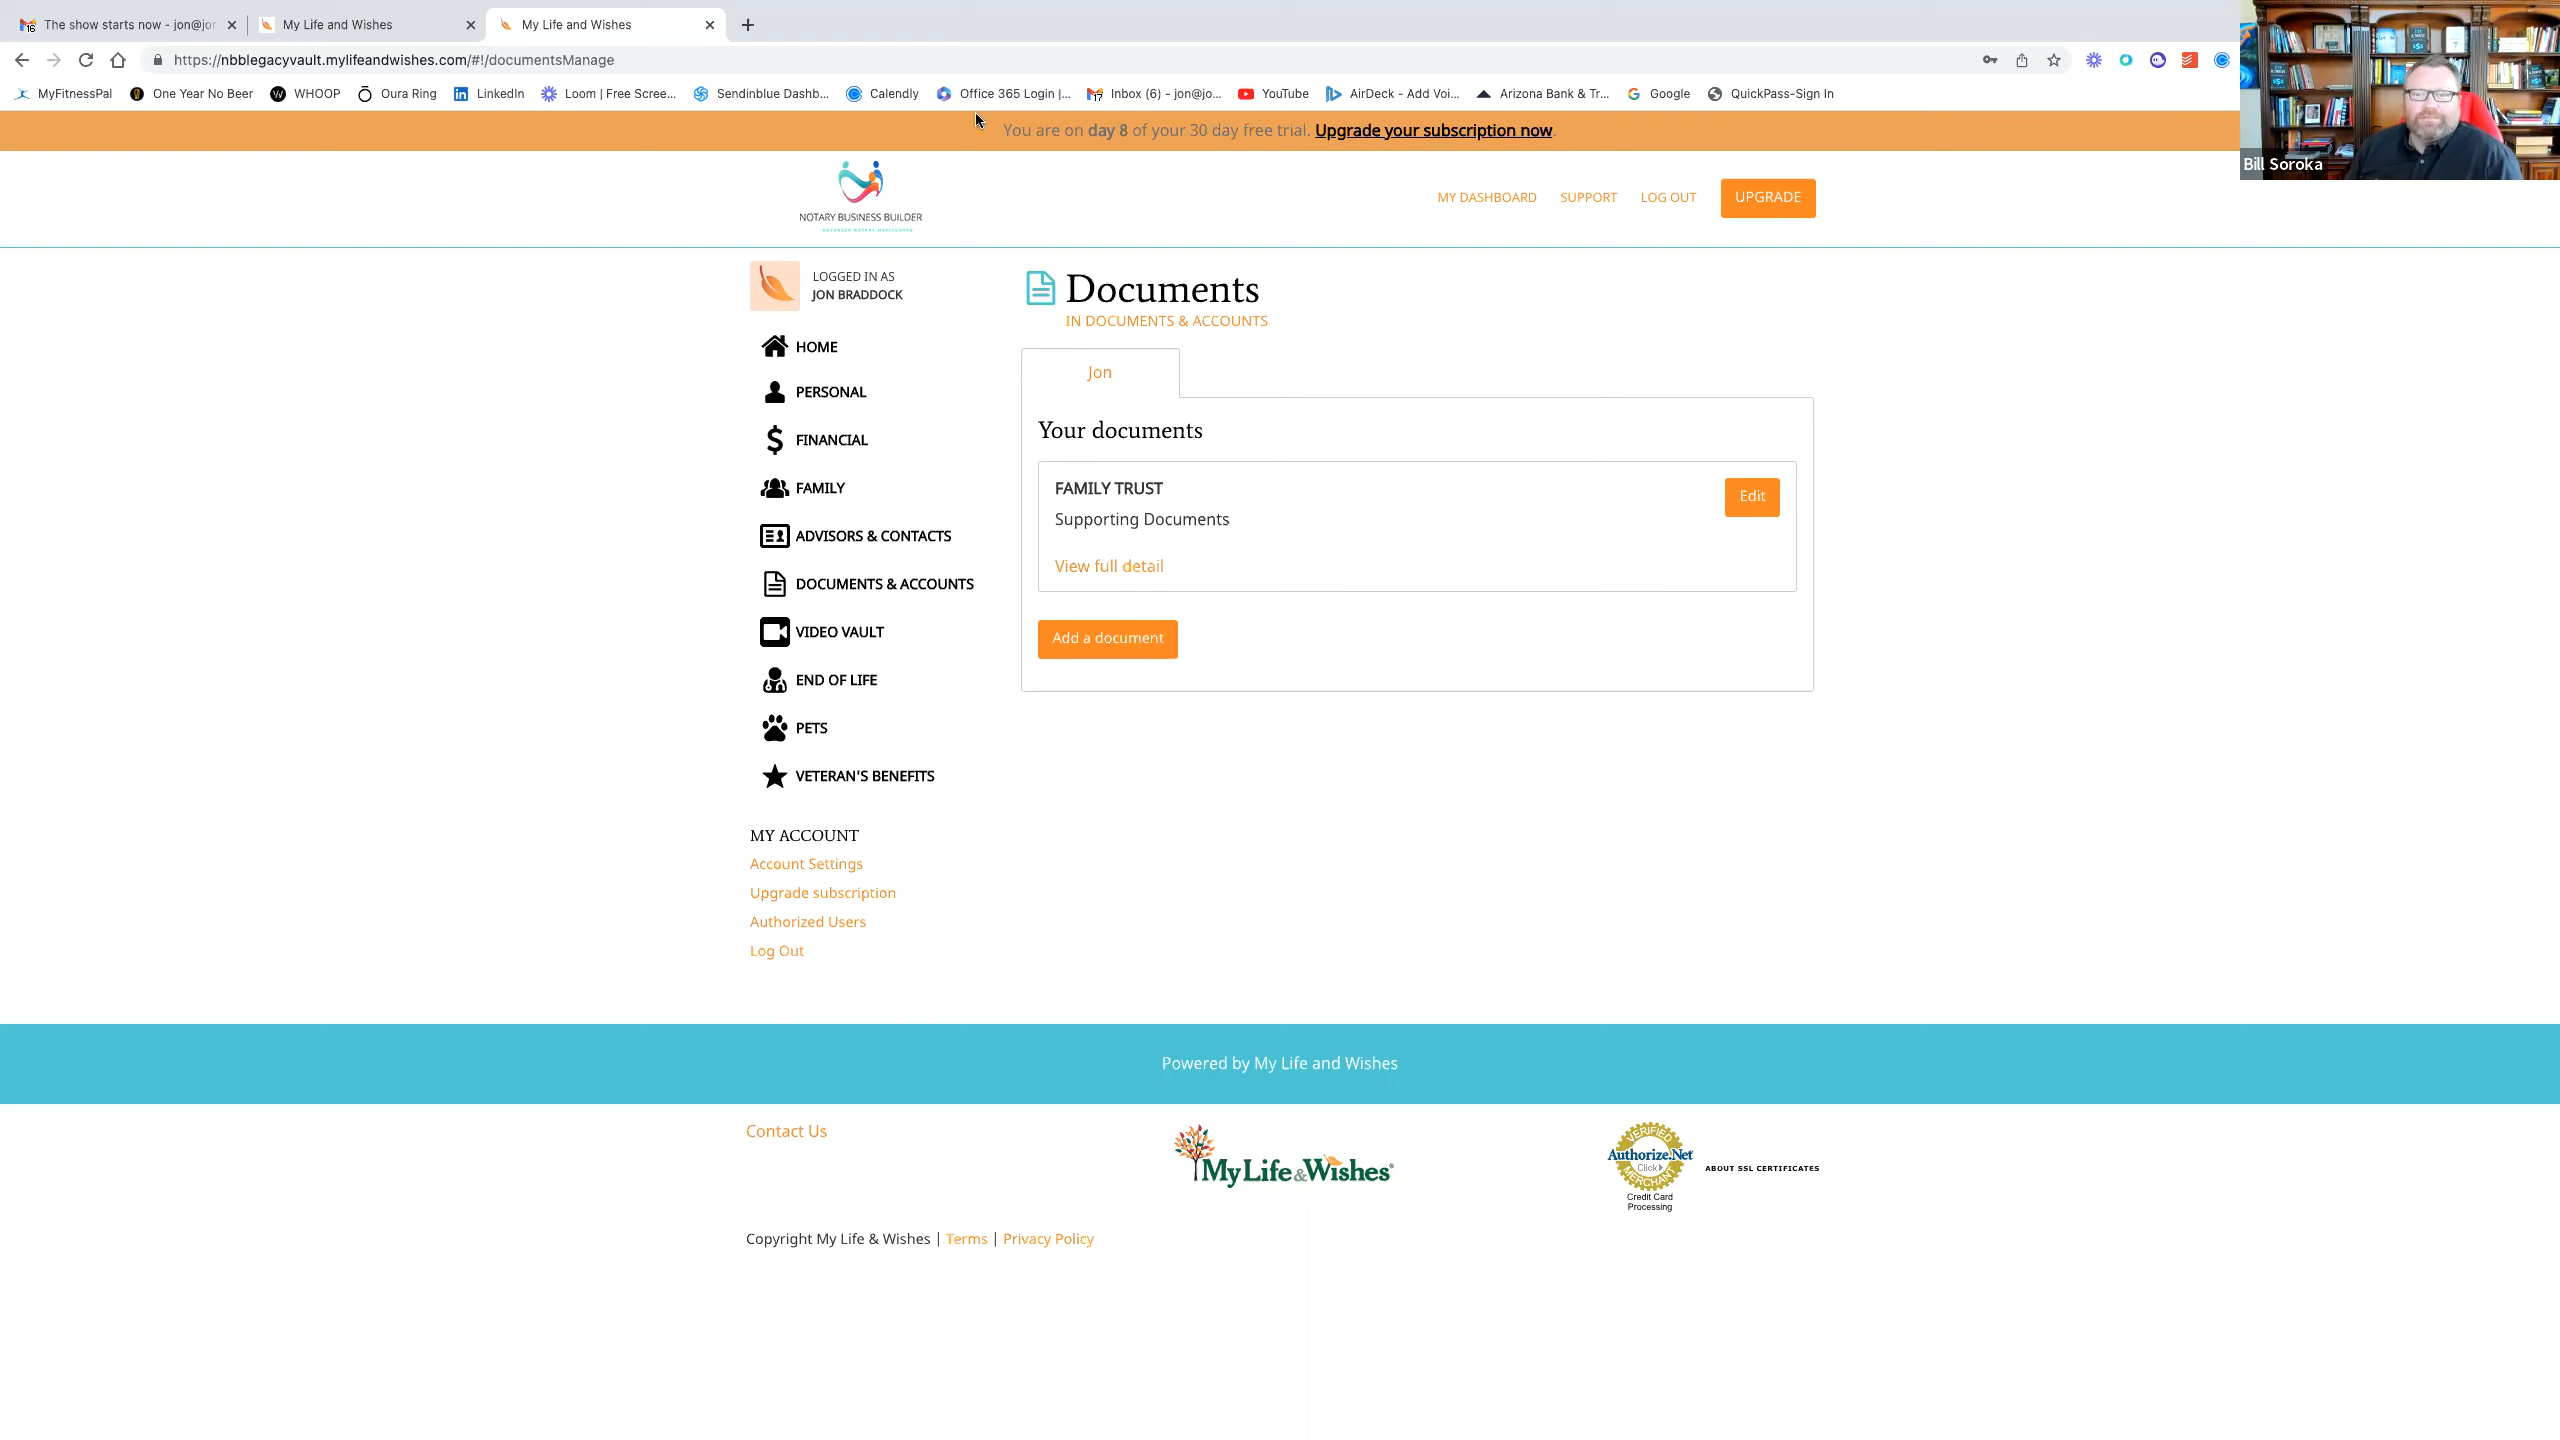 The show starts now - jon@jor
My Life and Wishes
My Life and Wishes
https://nbblegacyvault.mylifeandwishes.com/#!/documentsManage
MyFitnessPal
One Year No Beer
WHOOP
Oura Ring
LinkedIn
Loom | Free Scree...
Sendinblue Dashb...
Calendly
Office 365 Login |...
Inbox (6) - jon@jo...
YouTube
AirDeck - Add Voi...
Arizona Bank & Tr...
Google
QuickPass-Sign In
You are on day 8 of your 30 day free trial. Upgrade your subscription now.
Bill Soroka
NOTARY BUSINESS BUILDER
MY DASHBOARD
SUPPORT
LOG OUT
UPGRADE
LOGGED IN AS
JON BRADDOCK
HOME
PERSONAL
FINANCIAL
FAMILY
ADVISORS & CONTACTS
DOCUMENTS & ACCOUNTS
VIDEO VAULT
END OF LIFE
PETS
VETERAN'S BENEFITS
MY ACCOUNT
Account Settings
Upgrade subscription
Authorized Users
Log Out
Documents
IN DOCUMENTS & ACCOUNTS
Jon
Your documents
FAMILY TRUST
Supporting Documents
View full detail
Edit
Add a document
Powered by My Life and Wishes
Contact Us
My Life & Wishes®
VERIFIED
Authorize.Net
Click
MERCHANT
Credit Card
Processing
ABOUT SSL CERTIFICATES
Copyright My Life & Wishes | Terms | Privacy Policy